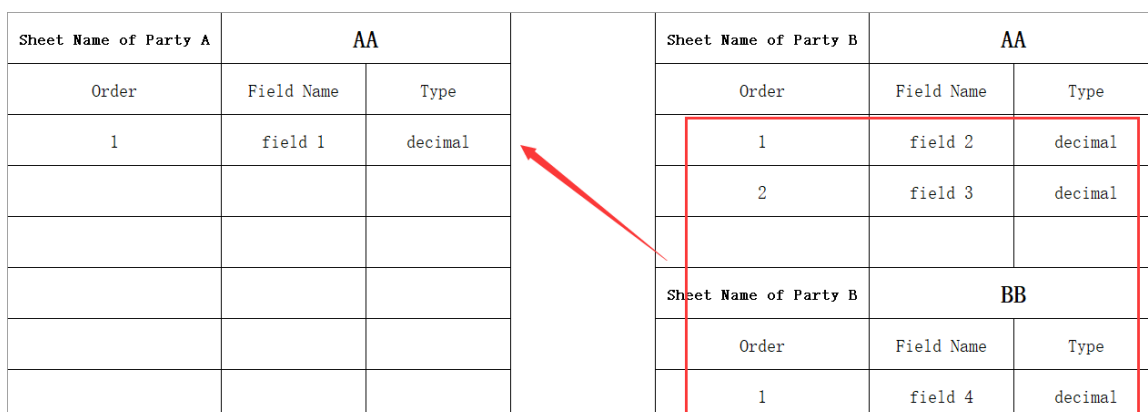 Sheet Name of Party A AA Sheet Name of Party B AA
Order Field Name Type Order Field Name Type
1 field 1 decimal 1 field 2 decimal
2 field 3 decimal
Sheet Name of Party B BB
Order Field Name Type
1 field 4 decimal